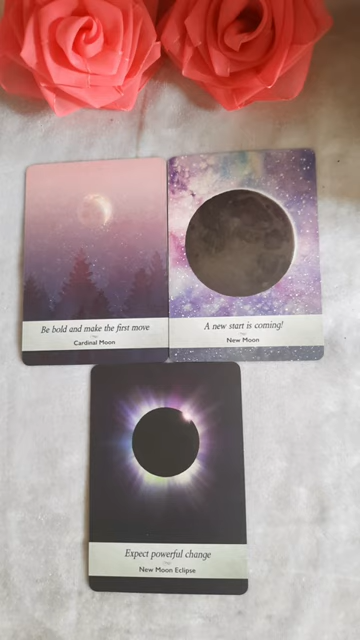 Be bold and make the first move
Cardinal Moon
A new start is coming!
New Moon
Expect powerful change
New Moon Eclipse